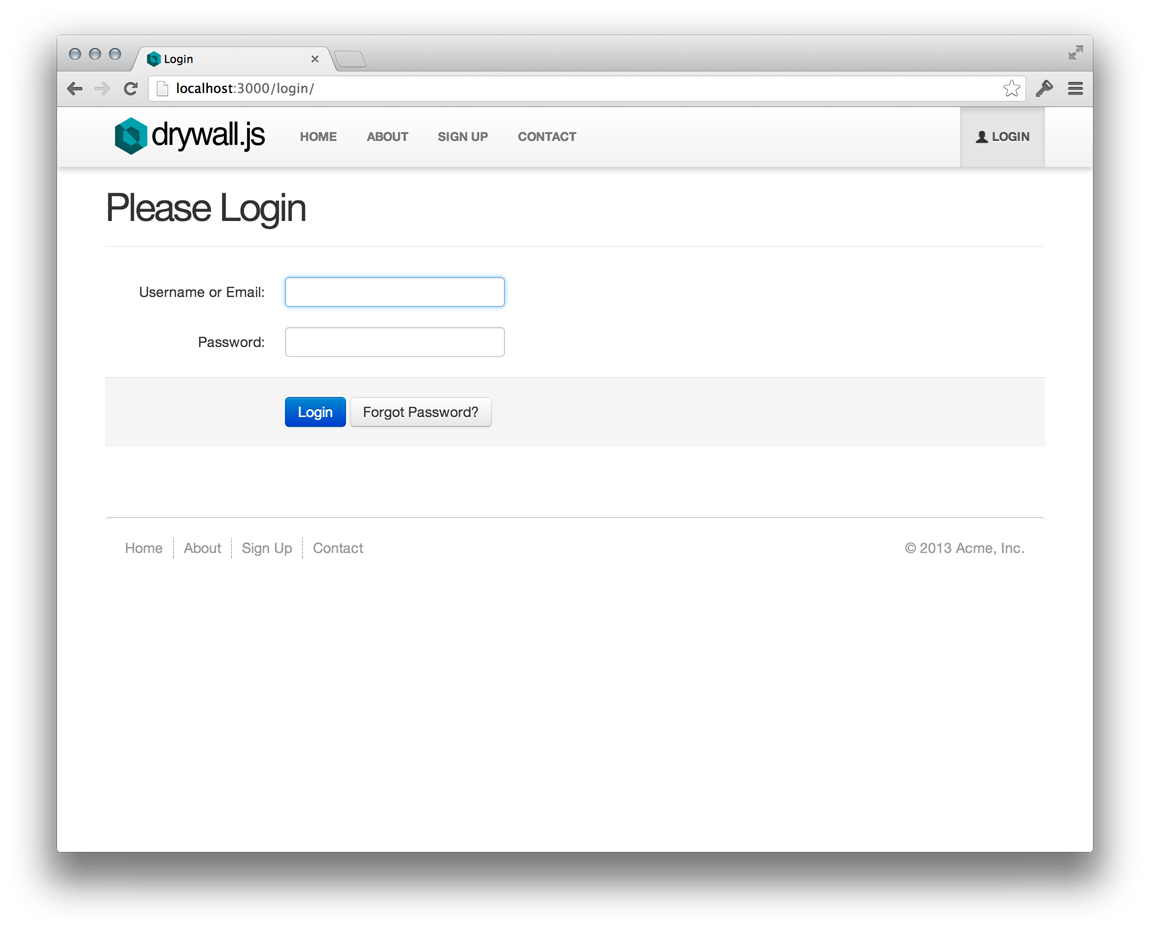 Login
localhost:3000/login/
drywall.js HOME ABOUT SIGN UP CONTACT LOGIN
Please Login
Username or Email:
Password:
Login Forgot Password?
Home About Sign Up Contact © 2013 Acme, Inc.